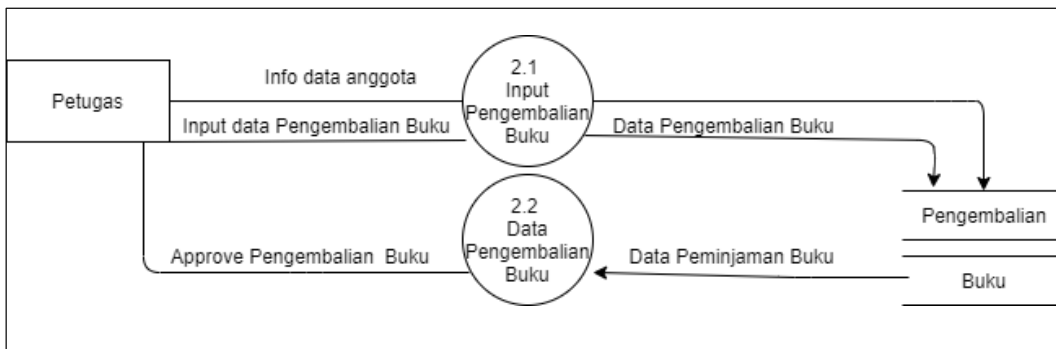 Petugas
Info data anggota
Input data Pengembalian Buku
2.1
Input
Pengembalian
Buku
Data Pengembalian Buku
Pengembalian
2.2
Data
Pengembalian
Buku
Approve Pengembalian  Buku
Data Peminjaman Buku
Buku